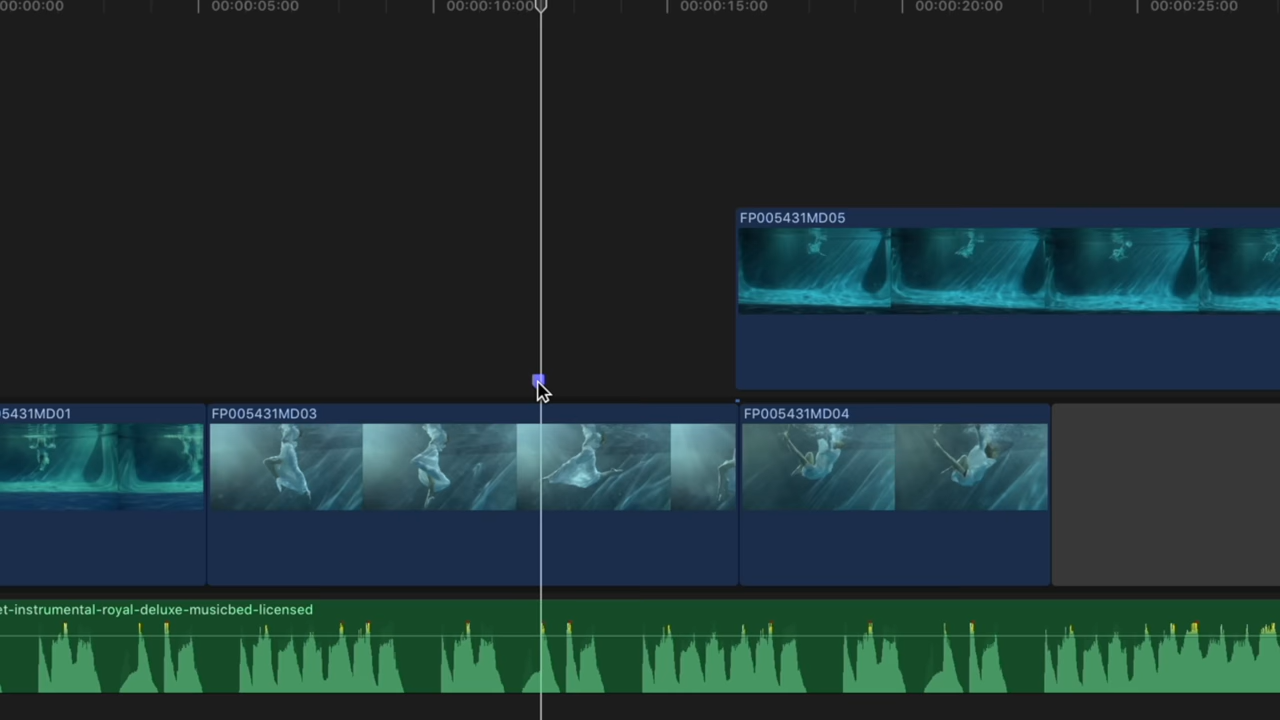 00:00:00 00:00:05:00 00:00:10:00 00:00:15:00 00:00:20:00 00:00:25:00
FP005431MD05
5431MD01 FP005431MD03 FP005431MD04
et-instrumental-royal-deluxe-musicbed-licensed